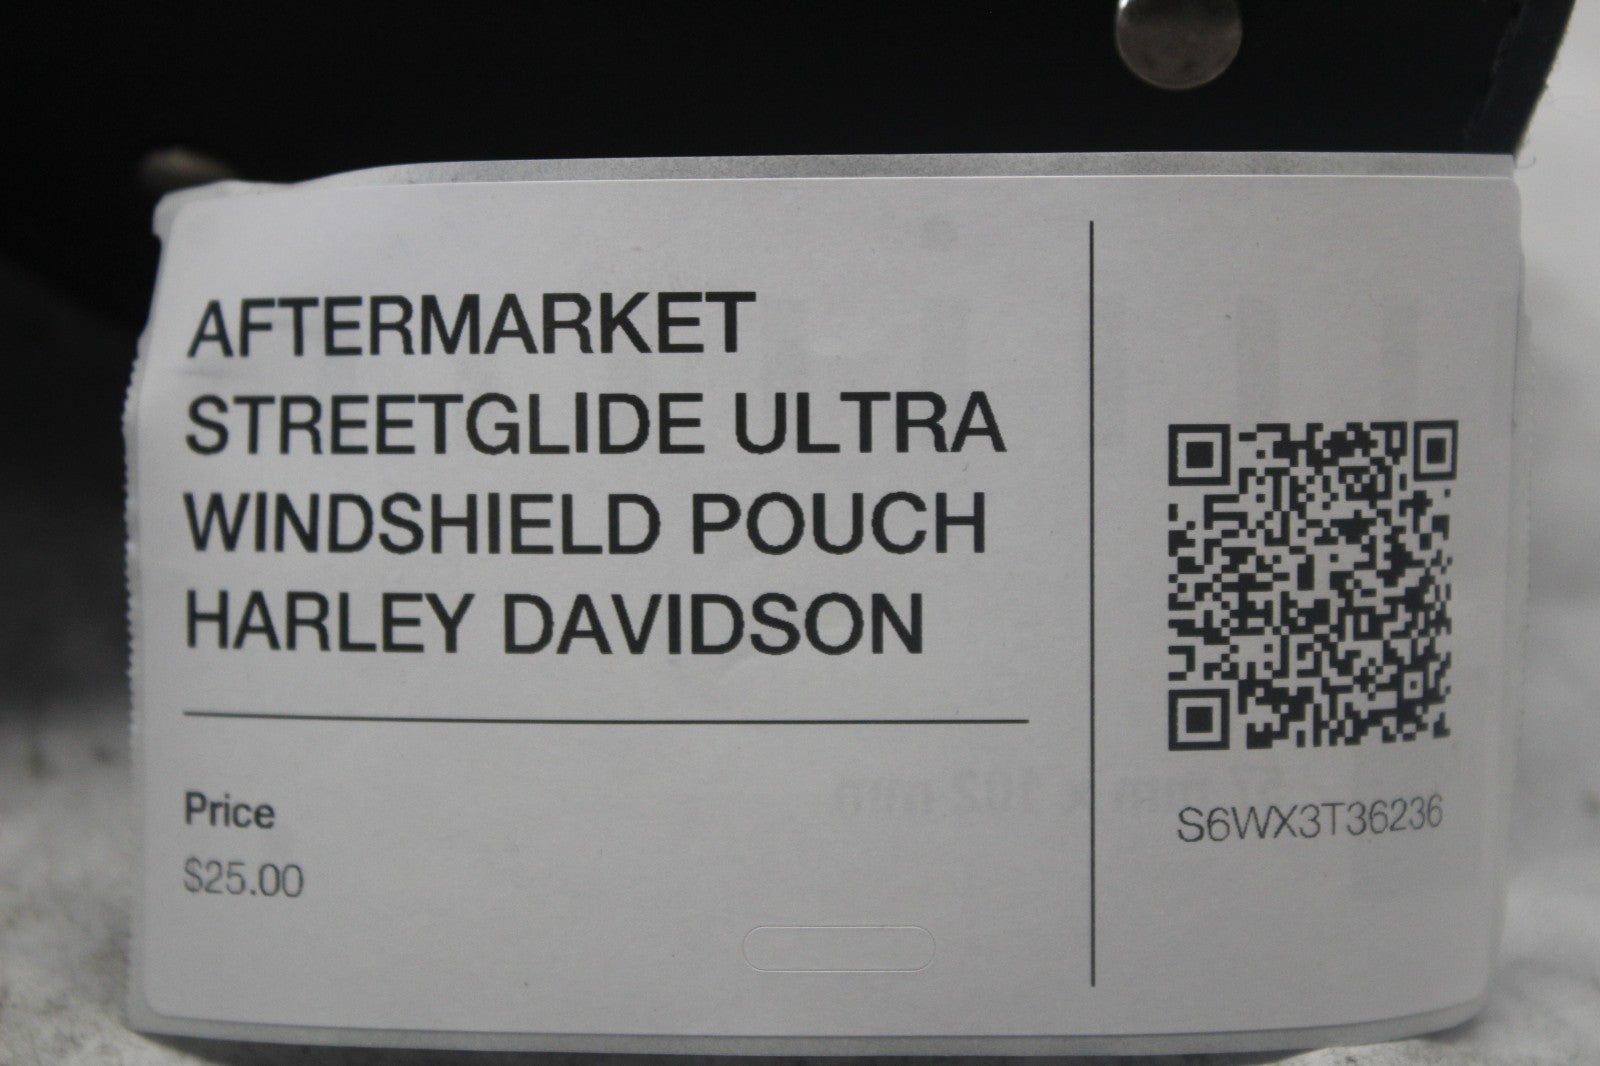 AFTERMARKET
STREETGLIDE ULTRA
WINDSHIELD POUCH
HARLEY DAVIDSON
Price
$25.00
S6WX3T36236